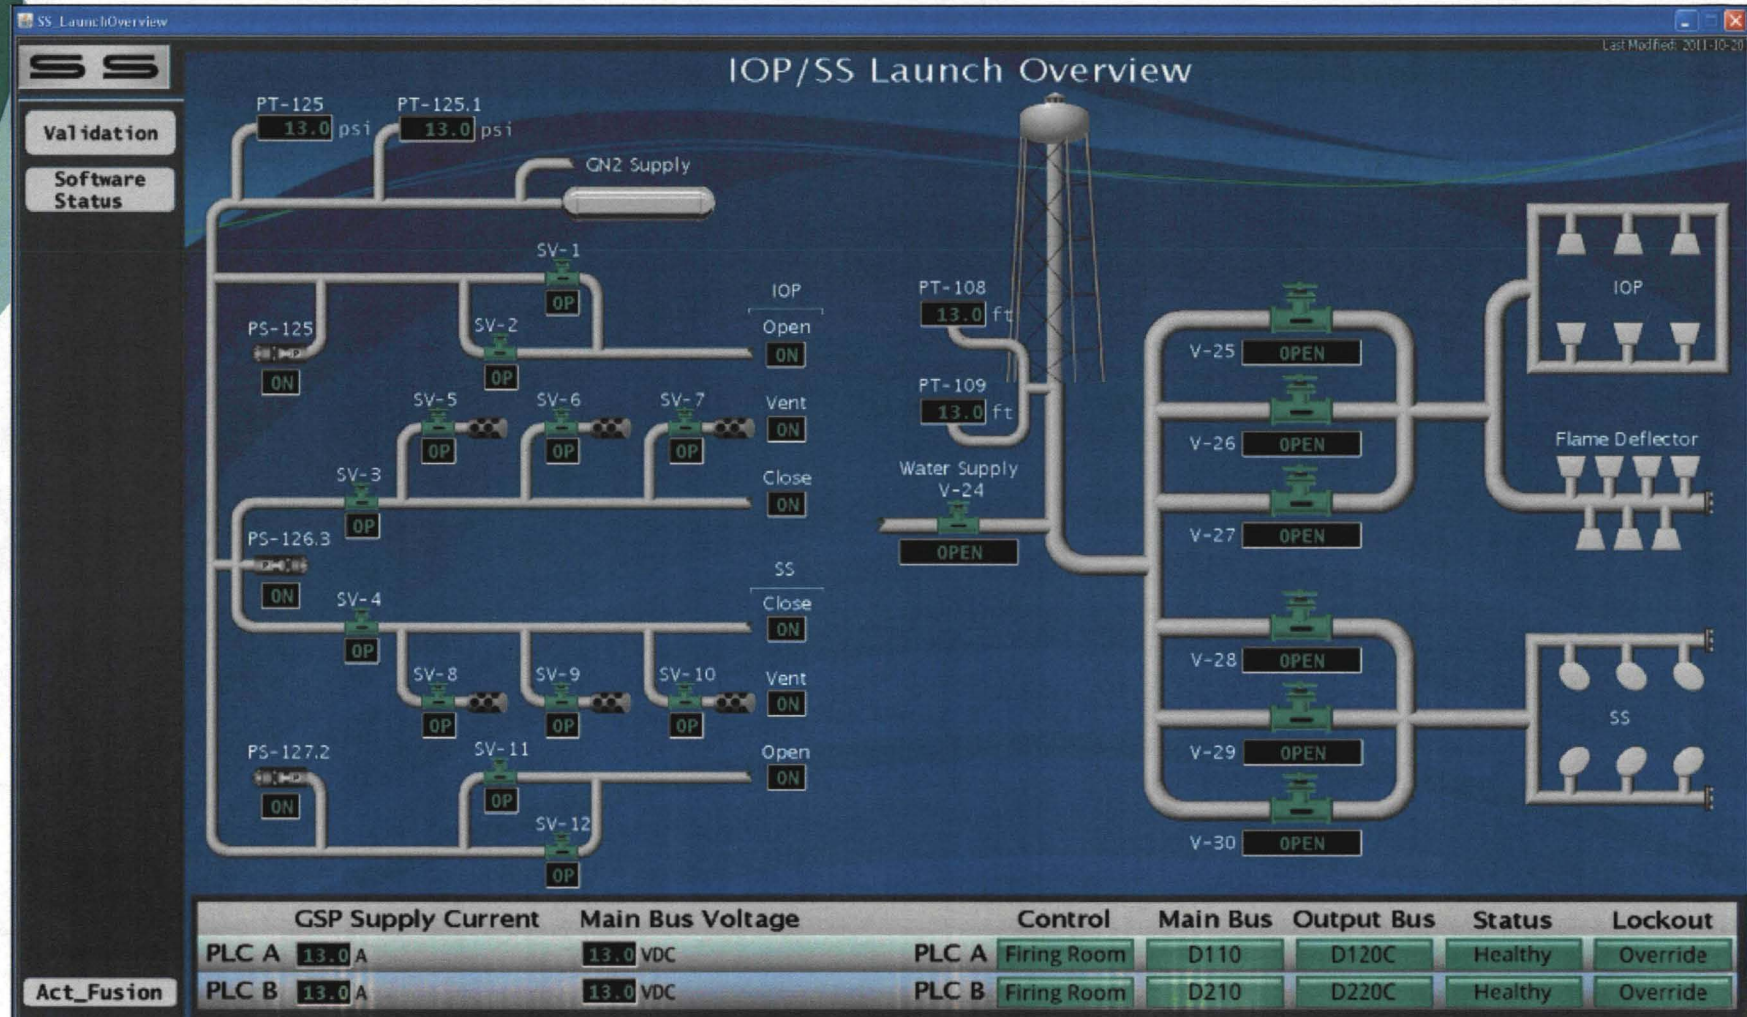 SS_LaunchOverview
Last Modified: 2011-10-20
SS
IOP/SS Launch Overview
Validation
Software
Status
PT-125
13.0 psi
PT-125.1
13.0 psi
GN2 Supply
SV-1
OP
SV-2
OP
PS-125
ON
IOP
Open
ON
SV-5
OP
SV-6
OP
SV-7
OP
Vent
ON
SV-3
OP
Close
ON
PS-126.3
ON
SV-4
OP
SS
Close
ON
SV-8
OP
SV-9
OP
SV-10
OP
Vent
ON
PS-127.2
ON
SV-11
OP
Open
ON
SV-12
OP
PT-108
13.0 ft
PT-109
13.0 ft
Water Supply
V-24
OPEN
V-25 OPEN
V-26 OPEN
V-27 OPEN
V-28 OPEN
V-29 OPEN
V-30 OPEN
IOP
Flame Deflector
SS
GSP Supply Current Main Bus Voltage Control Main Bus Output Bus Status Lockout
PLC A 13.0 A 13.0 VDC PLC A Firing Room D110 D120C Healthy Override
PLC B 13.0 A 13.0 VDC PLC B Firing Room D210 D220C Healthy Override
Act_Fusion